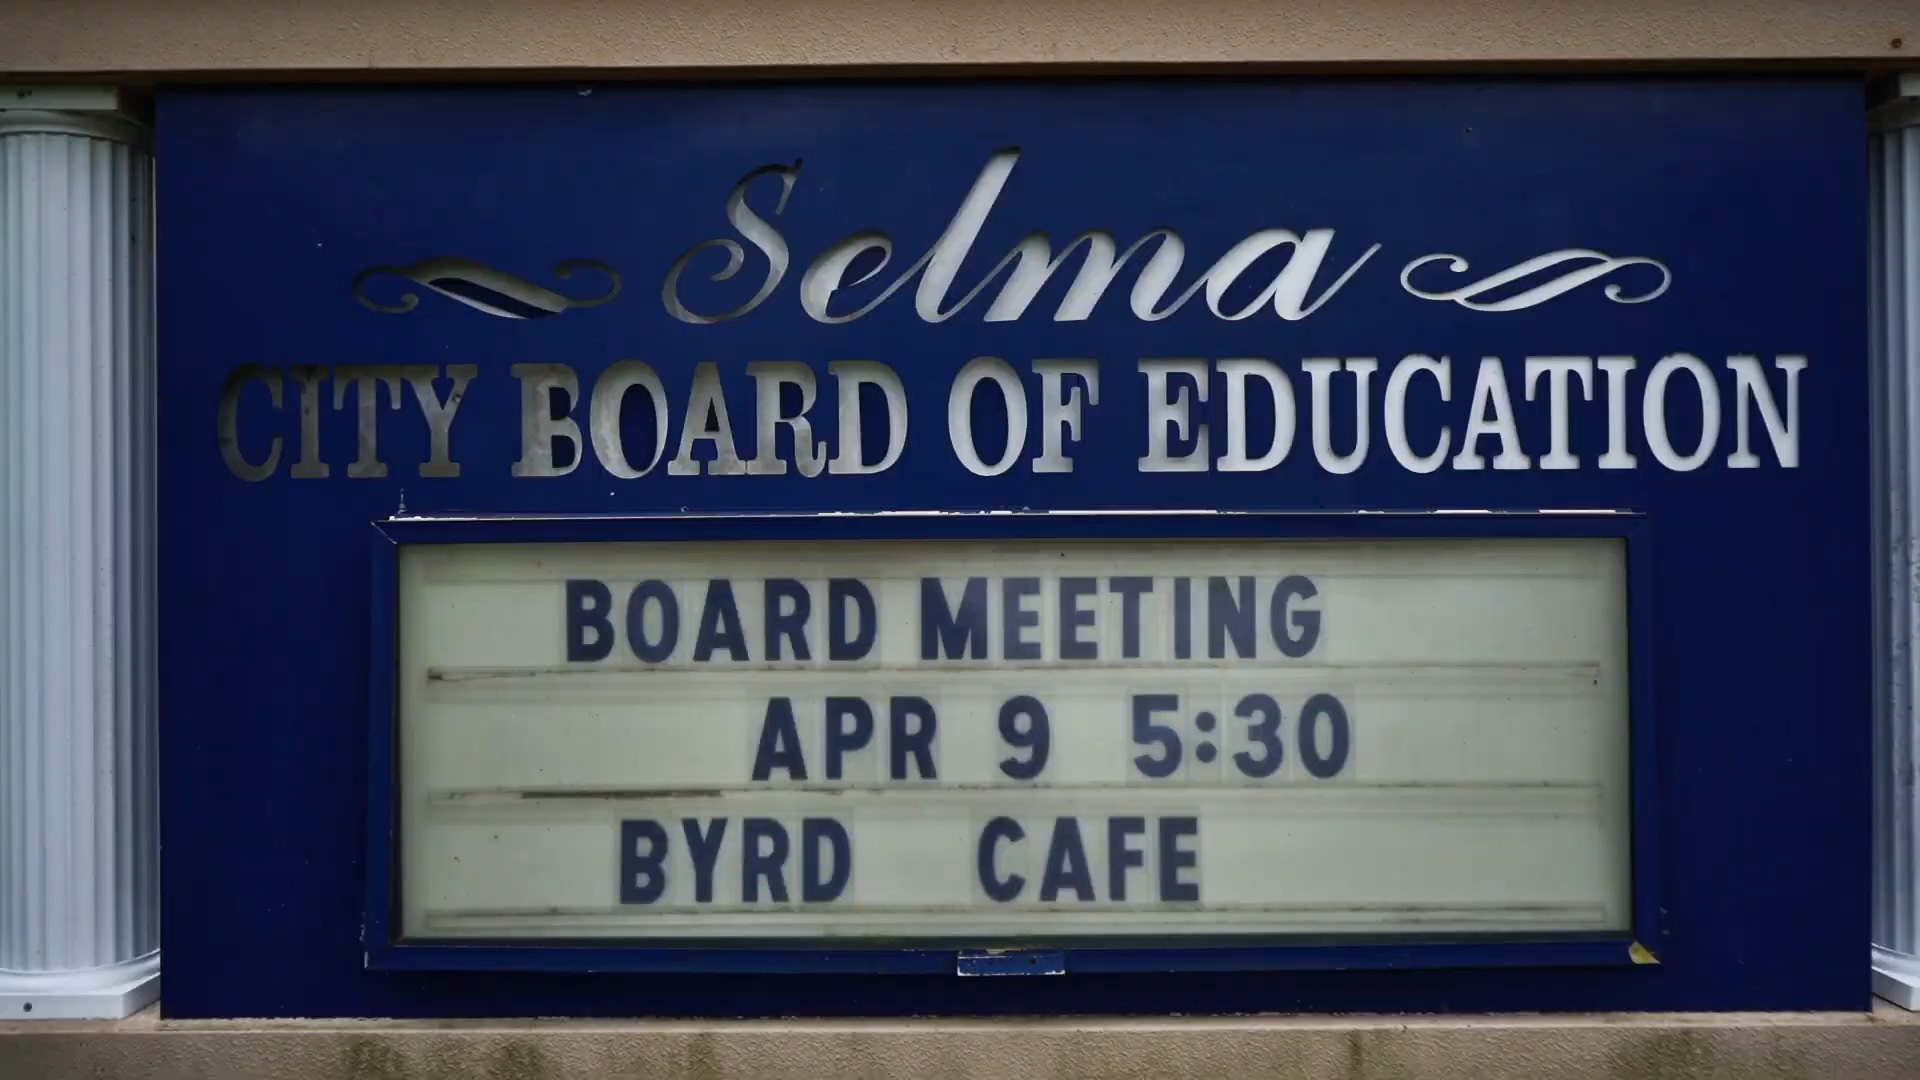 Selma
CITY BOARD OF EDUCATION
BOARD MEETING
APR 9 5:30
BYRD CAFE